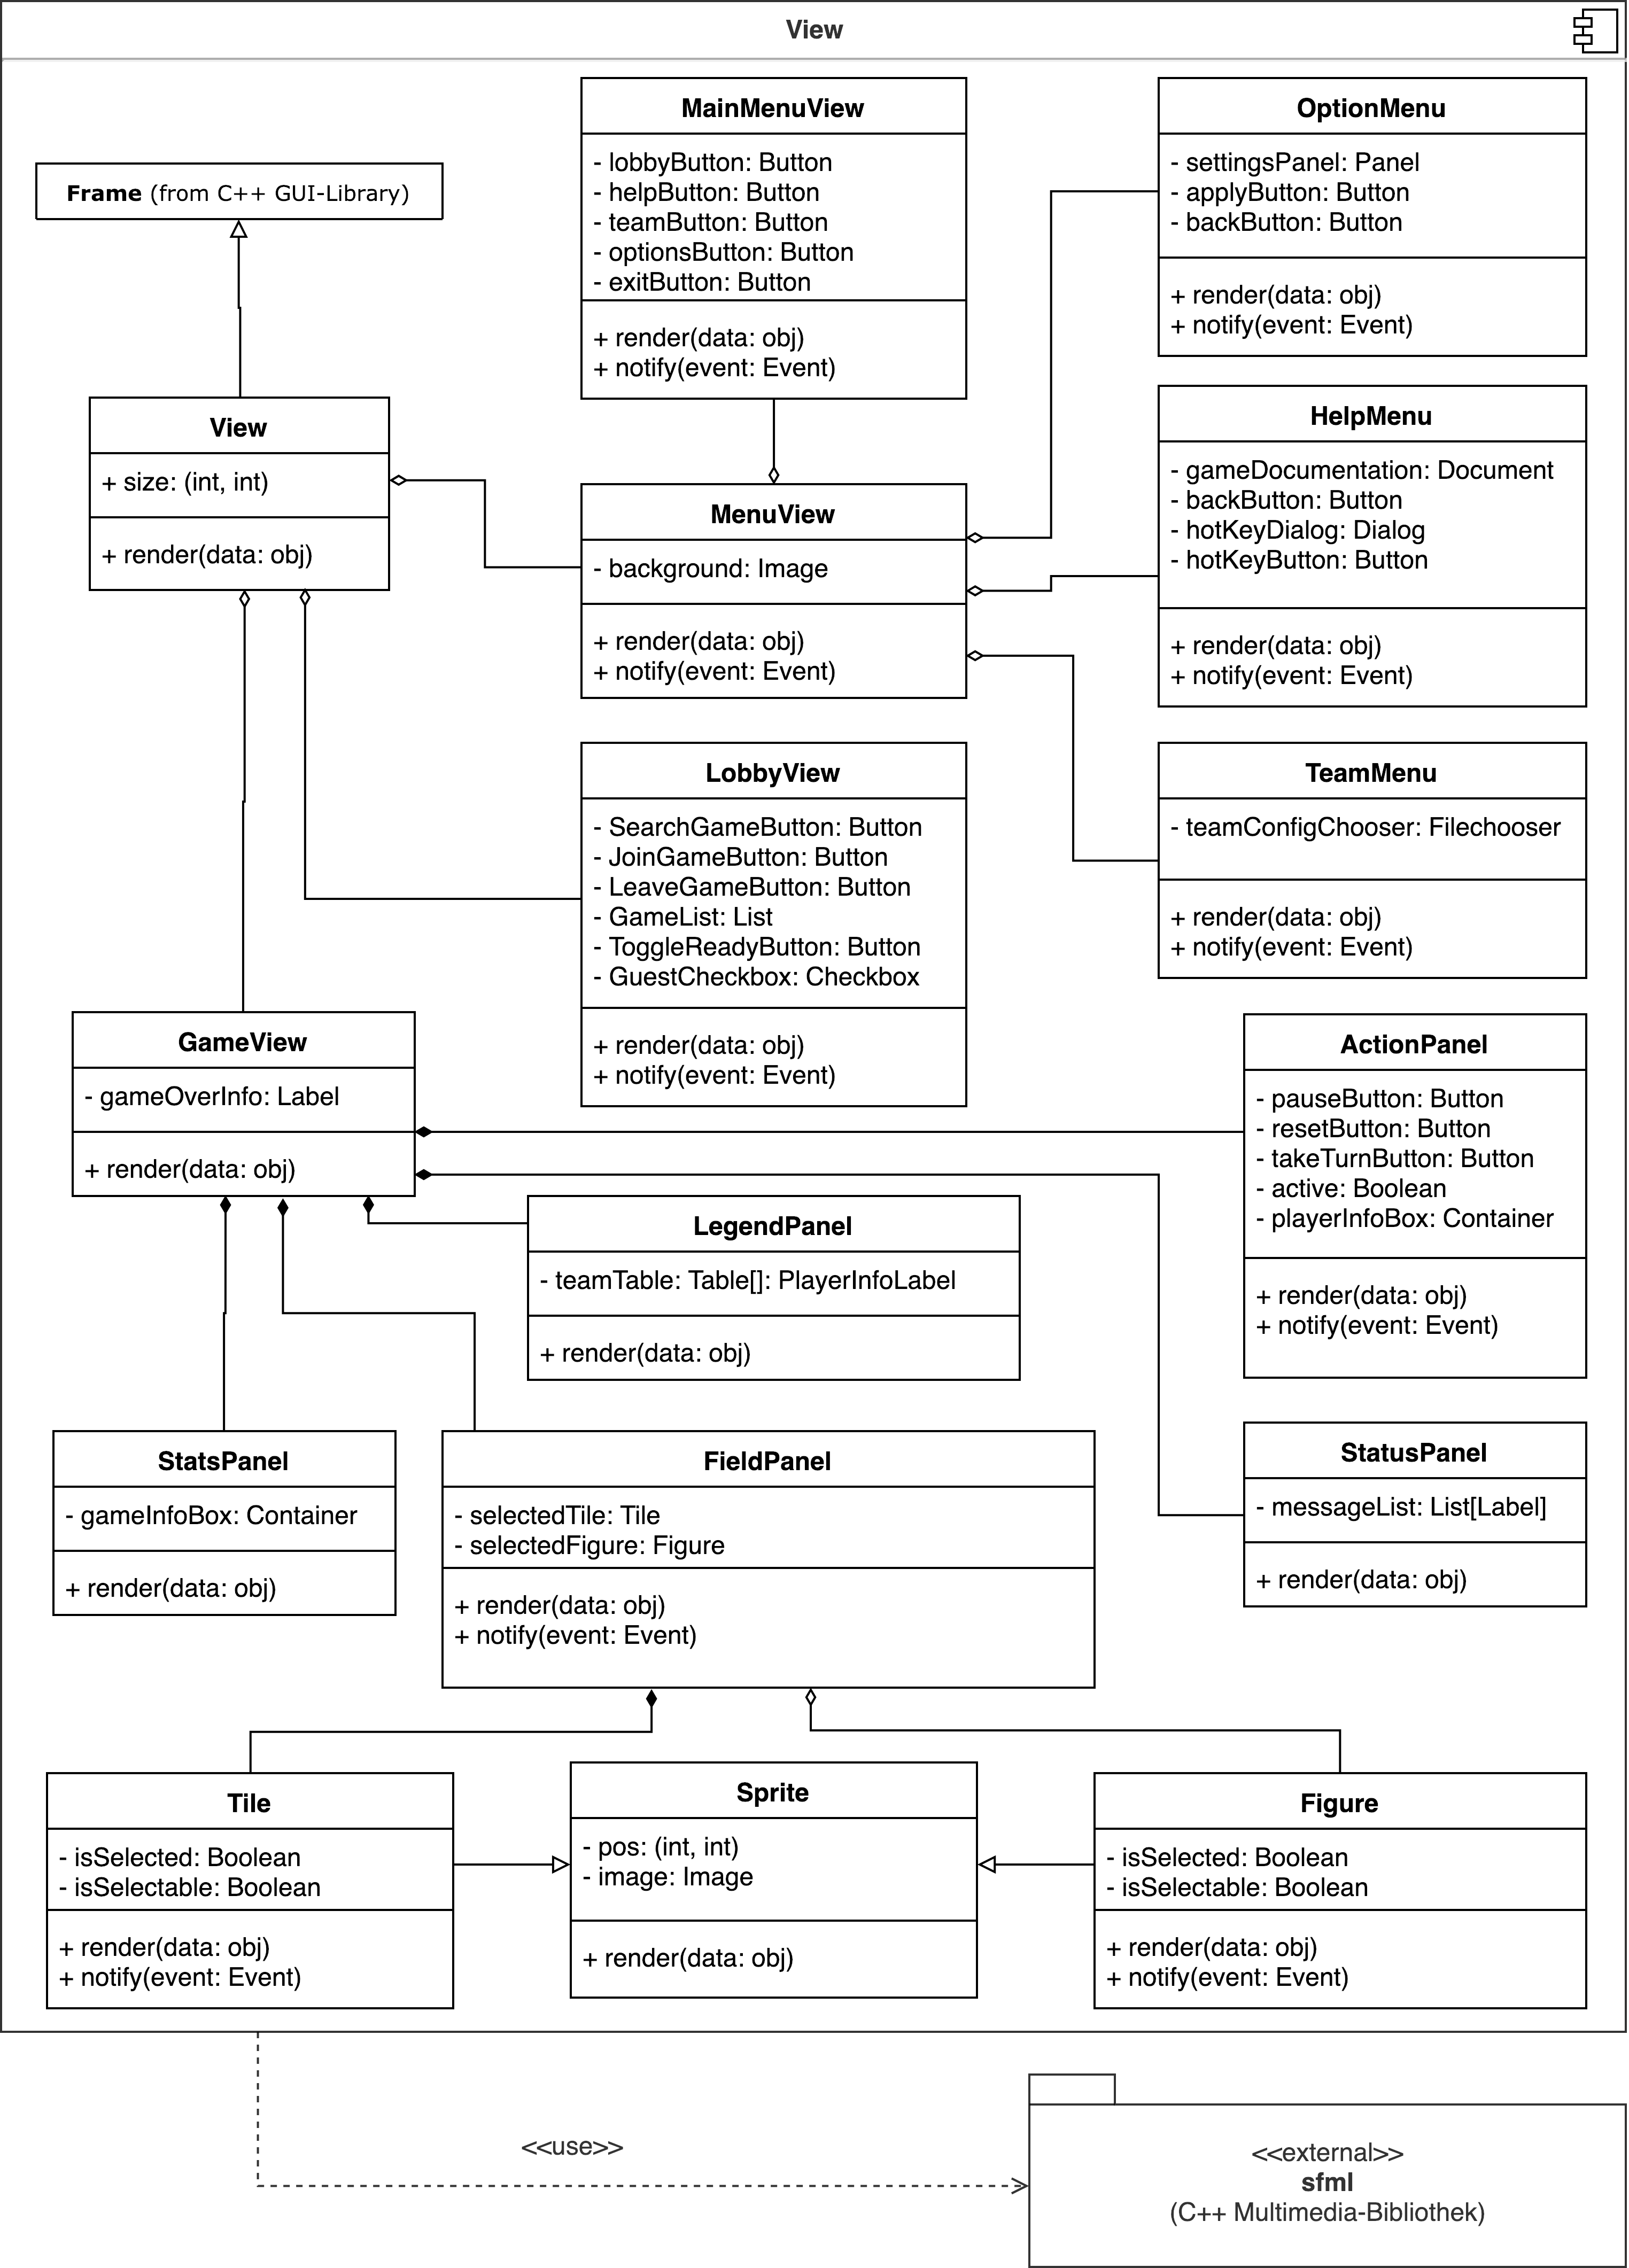 View
MainMenuView
- lobbyButton: Button
- helpButton: Button
- teamButton: Button
- optionsButton: Button
- exitButton: Button
+ render(data: obj)
+ notify(event: Event)
OptionMenu
- settingsPanel: Panel
- applyButton: Button
- backButton: Button
+ render(data: obj)
+ notify(event: Event)
Frame (from C++ GUI-Library)
View
+ size: (int, int)
+ render(data: obj)
MenuView
- background: Image
+ render(data: obj)
+ notify(event: Event)
HelpMenu
- gameDocumentation: Document
- backButton: Button
- hotKeyDialog: Dialog
- hotKeyButton: Button
+ render(data: obj)
+ notify(event: Event)
LobbyView
- SearchGameButton: Button
- JoinGameButton: Button
- LeaveGameButton: Button
- GameList: List
- ToggleReadyButton: Button
- GuestCheckbox: Checkbox
+ render(data: obj)
+ notify(event: Event)
TeamMenu
- teamConfigChooser: Filechooser
+ render(data: obj)
+ notify(event: Event)
GameView
- gameOverInfo: Label
+ render(data: obj)
ActionPanel
- pauseButton: Button
- resetButton: Button
- takeTurnButton: Button
- active: Boolean
- playerInfoBox: Container
+ render(data: obj)
+ notify(event: Event)
LegendPanel
- teamTable: Table[]: PlayerInfoLabel
+ render(data: obj)
StatsPanel
- gameInfoBox: Container
+ render(data: obj)
FieldPanel
- selectedTile: Tile
- selectedFigure: Figure
+ render(data: obj)
+ notify(event: Event)
StatusPanel
- messageList: List[Label]
+ render(data: obj)
Tile
- isSelected: Boolean
- isSelectable: Boolean
+ render(data: obj)
+ notify(event: Event)
Sprite
- pos: (int, int)
- image: Image
+ render(data: obj)
Figure
- isSelected: Boolean
- isSelectable: Boolean
+ render(data: obj)
+ notify(event: Event)
<<use>>
<<external>>
sfml
(C++ Multimedia-Bibliothek)